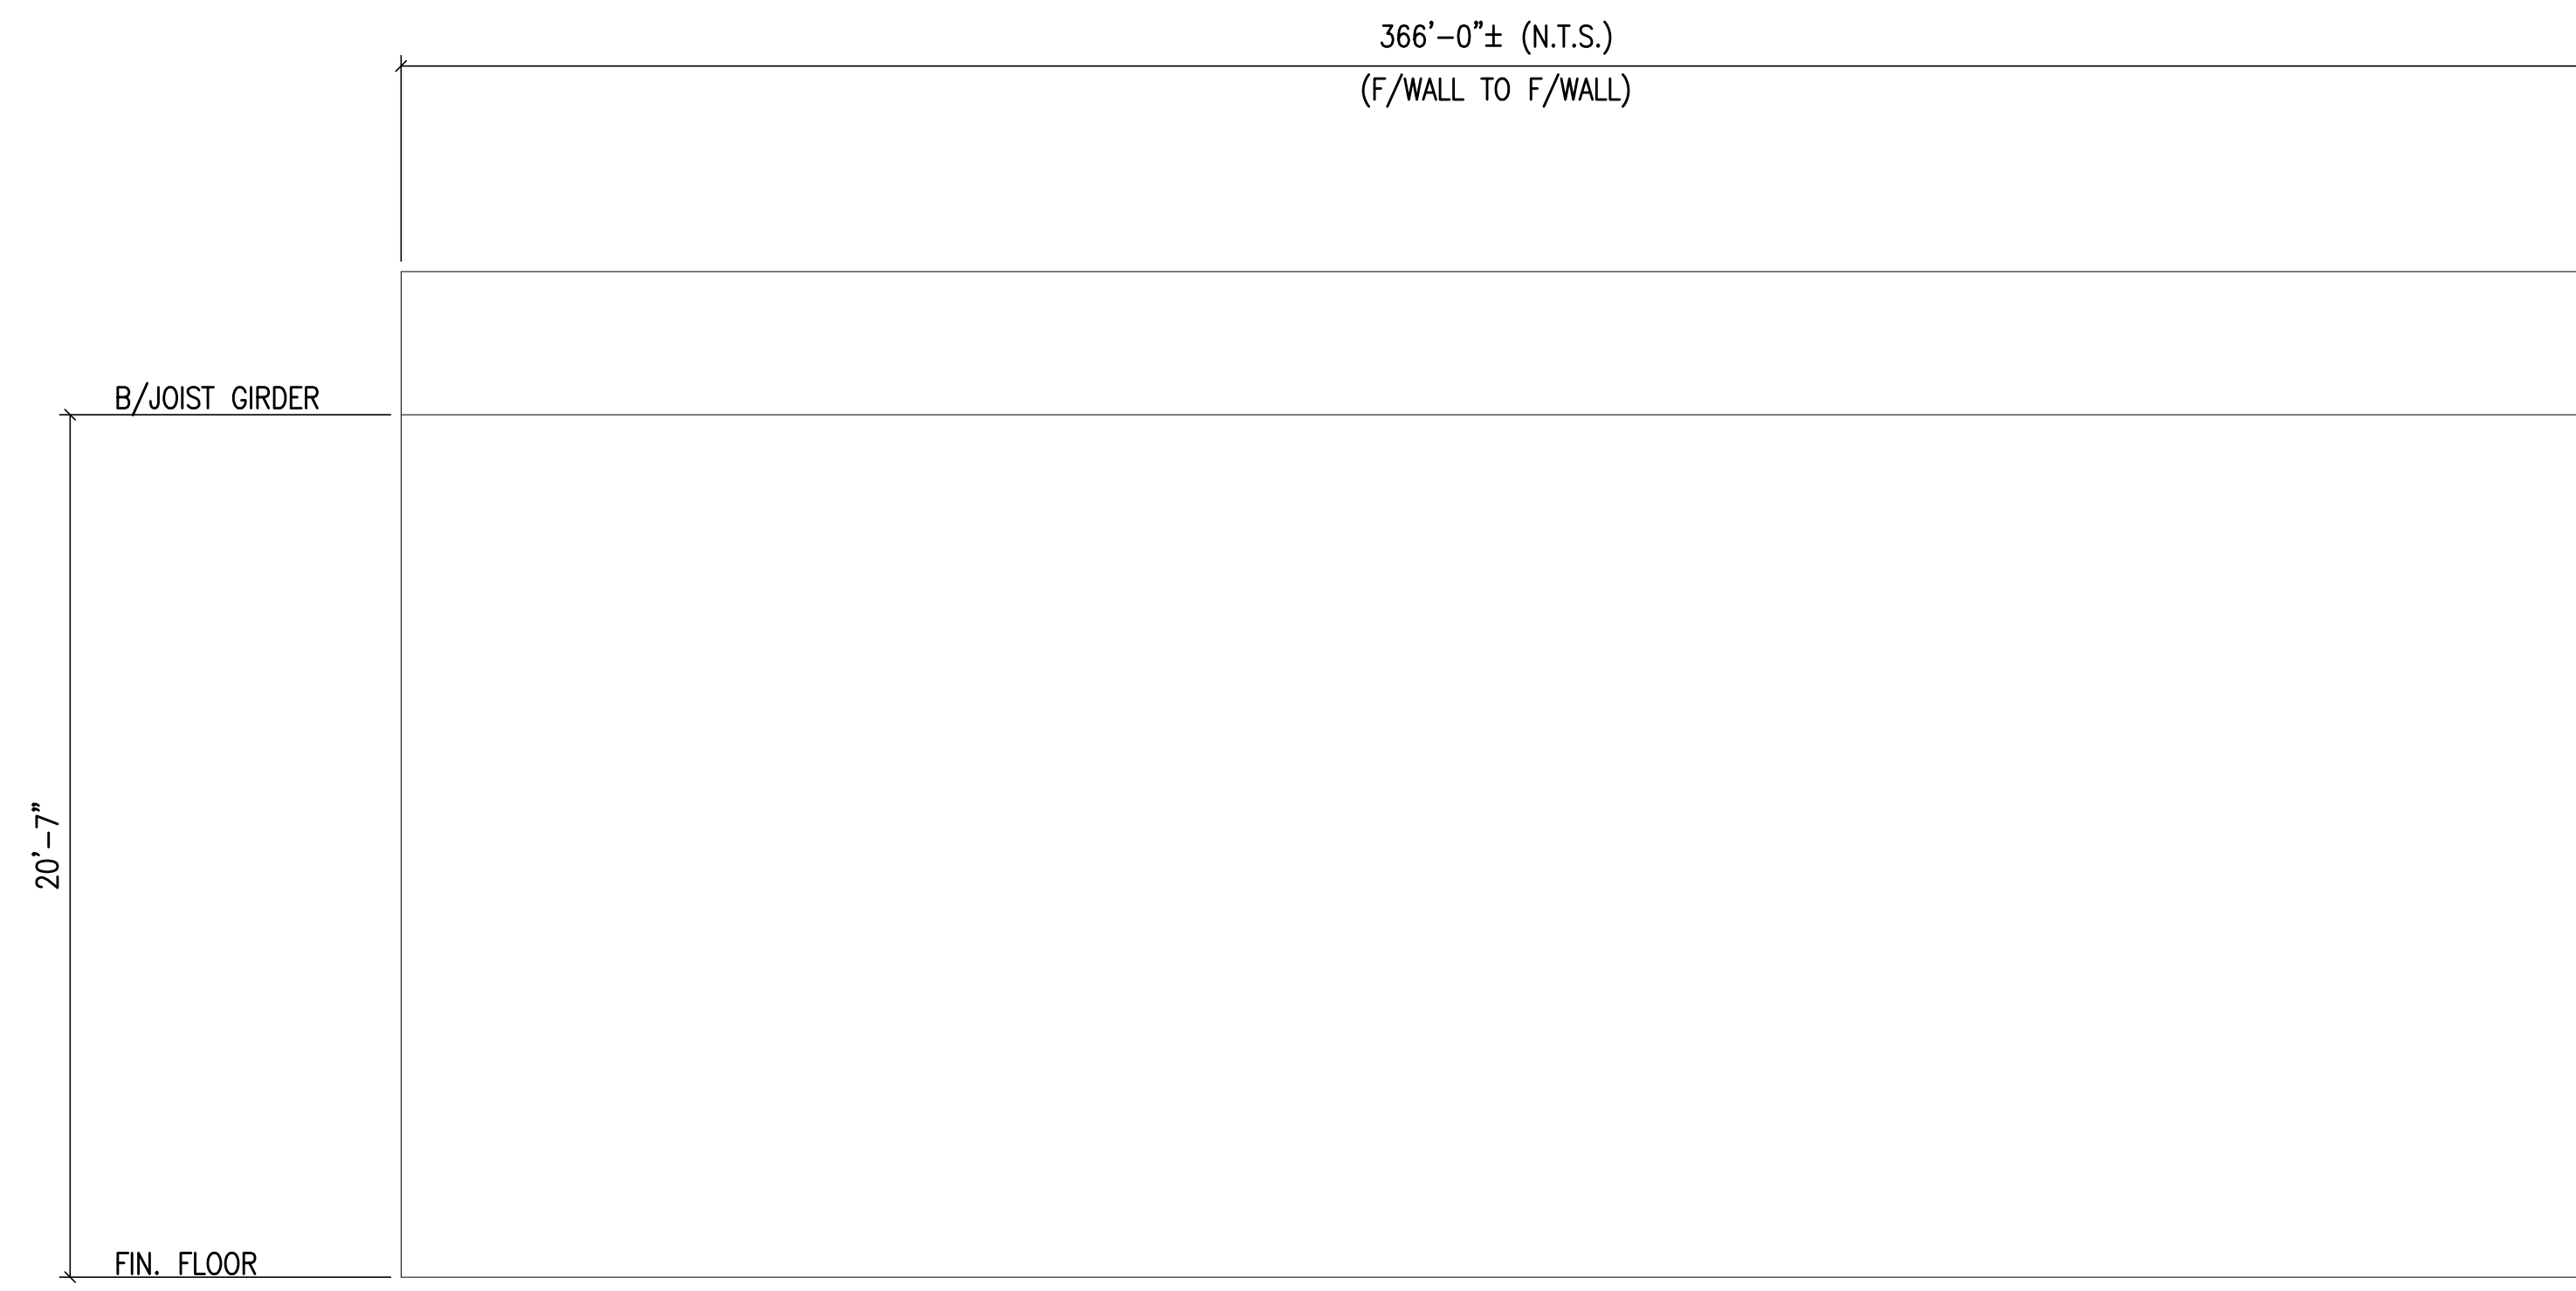 366'-0"± (N.T.S.)
(F/WALL TO F/WALL)
B/JOIST GIRDER
20'-7"
FIN. FLOOR